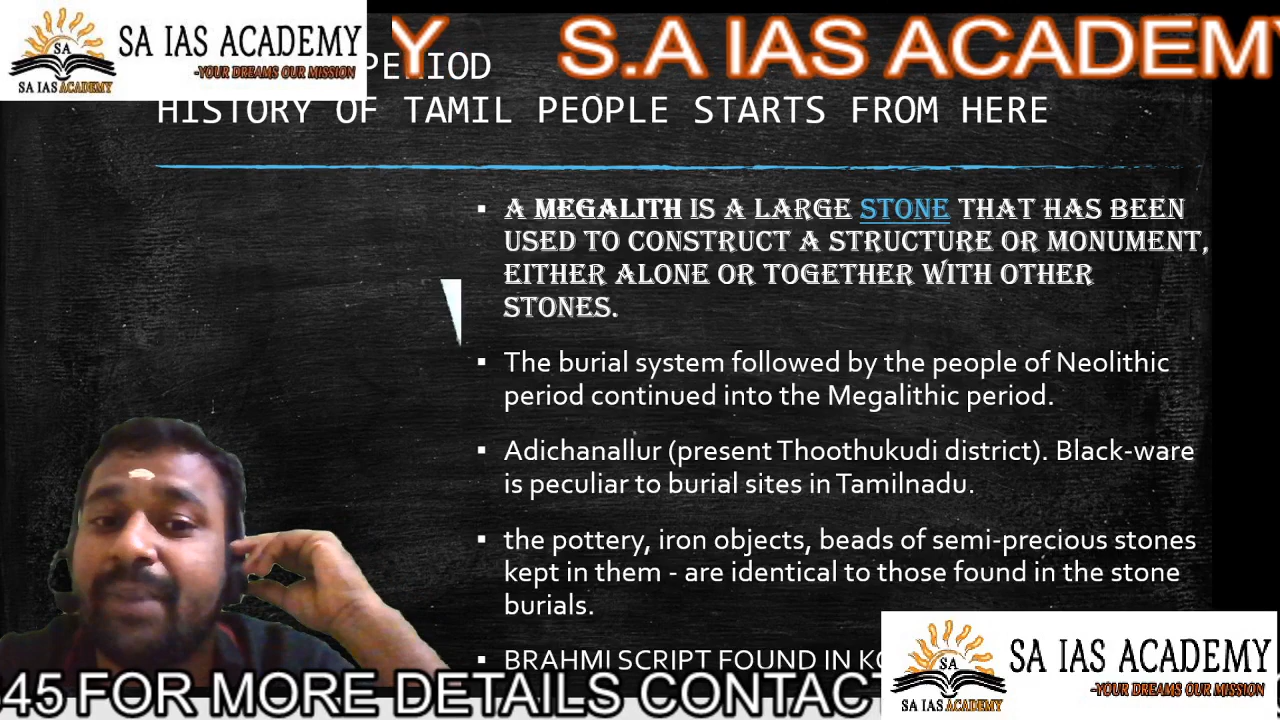 SA IAS ACADEMY
-YOUR DREAMS OUR MISSION
SA
SA IAS ACADEMY
Y S.A IAS ACADEM
PERIOD
HISTORY OF TAMIL PEOPLE STARTS FROM HERE
▪ A MEGALITH IS A LARGE STONE THAT HAS BEEN
USED TO CONSTRUCT A STRUCTURE OR MONUMENT,
EITHER ALONE OR TOGETHER WITH OTHER
STONES.
▪ The burial system followed by the people of Neolithic
period continued into the Megalithic period.
▪ Adichanallur (present Thoothukudi district). Black-ware
is peculiar to burial sites in Tamilnadu.
▪ the pottery, iron objects, beads of semi-precious stones
kept in them - are identical to those found in the stone
burials.
▪ BRAHMI SCRIPT FOUND IN
45 FOR MORE DETAILS CONTACT
SA IAS ACADEMY
-YOUR DREAMS OUR MISSION
SA
SA IAS ACADEMY